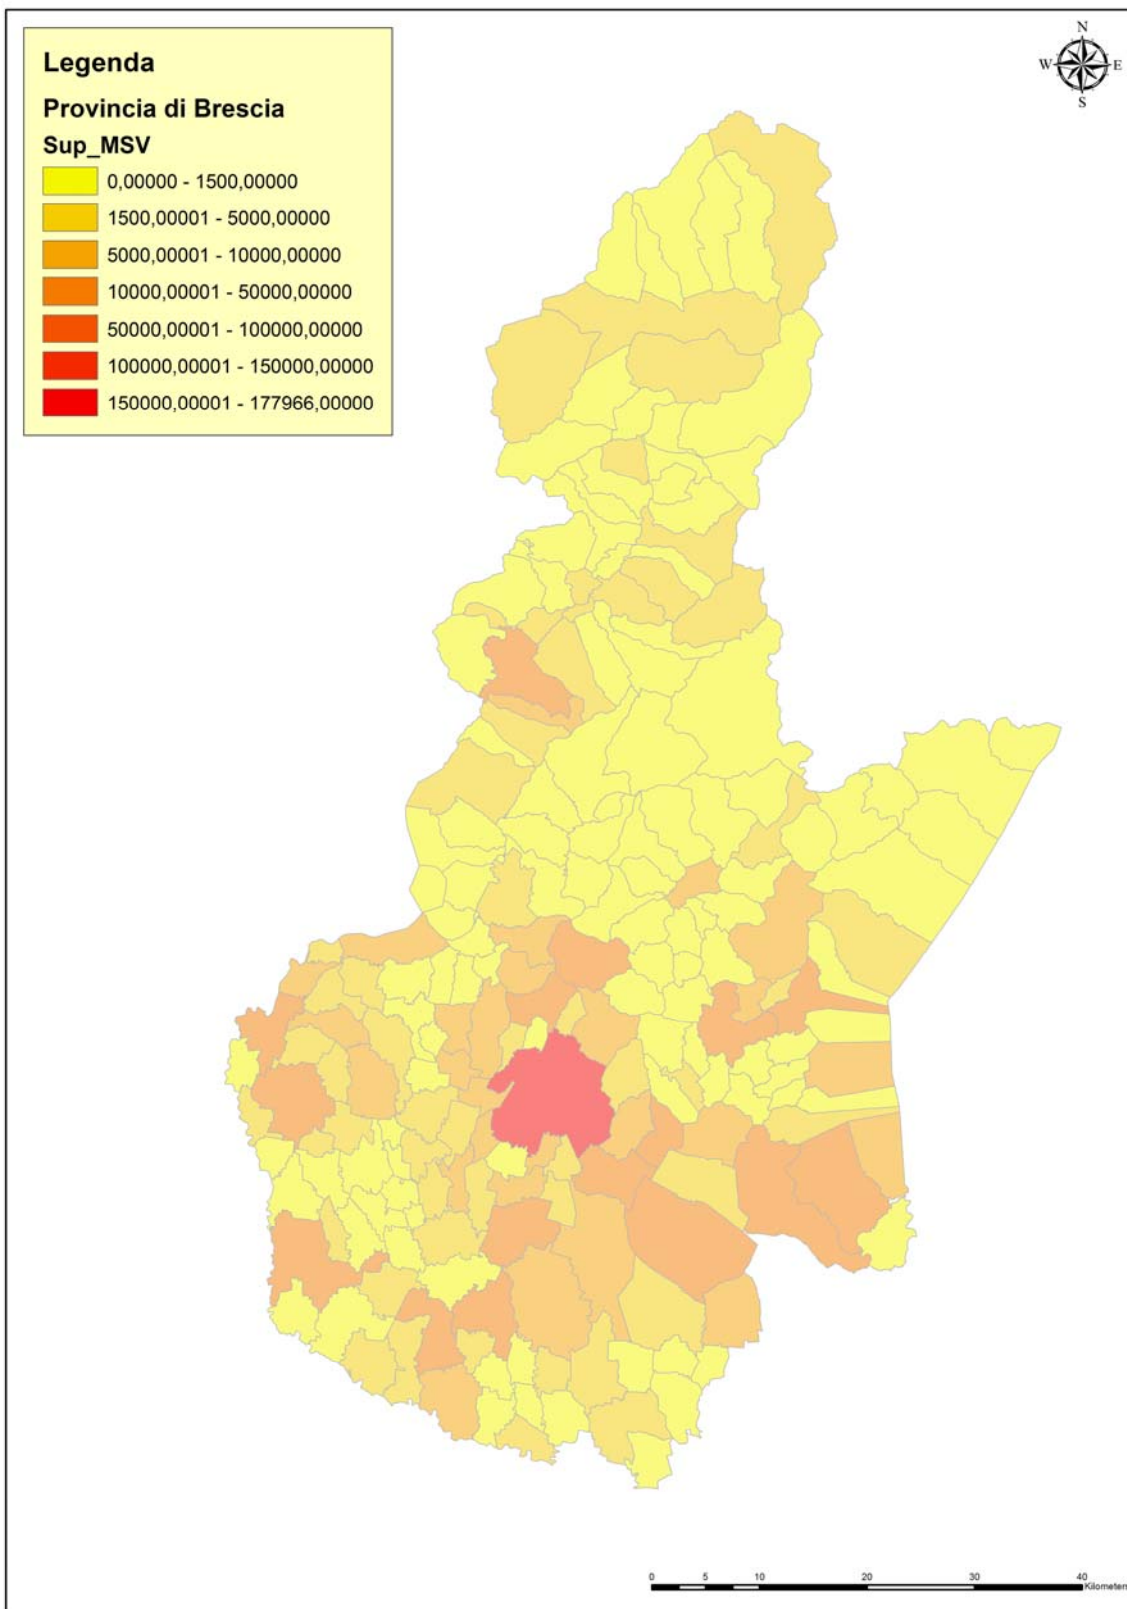 Legenda
Provincia di Brescia
Sup_MSV
0,00000 - 1500,00000
1500,00001 - 5000,00000
5000,00001 - 10000,00000
10000,00001 - 50000,00000
50000,00001 - 100000,00000
100000,00001 - 150000,00000
150000,00001 - 177966,00000
N
W E
S
0 5 10 20 30 40
Kilometers